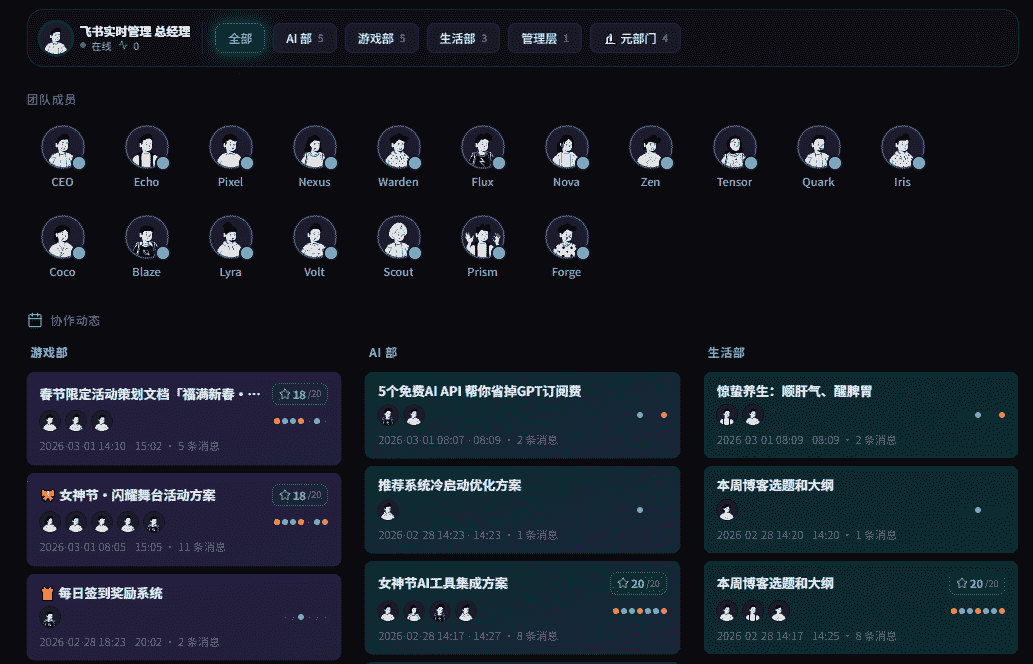 飞书实时管理 总经理
在线 0
全部
AI 部 5
游戏部 5
生活部 3
管理层 1
元部门 4
团队成员
CEO Echo Pixel Nexus Warden Flux Nova Zen Tensor Quark Iris
Coco Blaze Lyra Volt Scout Prism Forge
协作动态
游戏部
春节限定活动策划文档「福满新春·… 18/20
2026-03-01 14:10 15:02 · 5 条消息
女神节·闪耀舞台活动方案 18/20
2026-03-01 08:05 15:05 · 11 条消息
每日签到奖励系统
2026-02-28 18:23 20:02 · 2 条消息
AI 部
5个免费AI API 帮你省掉GPT订阅费
2026-03-01 08:07 - 08:09 · 2 条消息
推荐系统冷启动优化方案
2026-02-28 14:23 - 14:23 · 1 条消息
女神节AI工具集成方案 20/20
2026-02-28 14:17 - 14:27 · 8 条消息
生活部
惊蛰养生：顺肝气、醒脾胃
2026-03-01 08:09 08:09 · 2 条消息
本周博客选题和大纲
2026-02-28 14:20 14:20 · 1 条消息
本周博客选题和大纲 20/20
2026-02-28 14:17 14:25 · 8 条消息